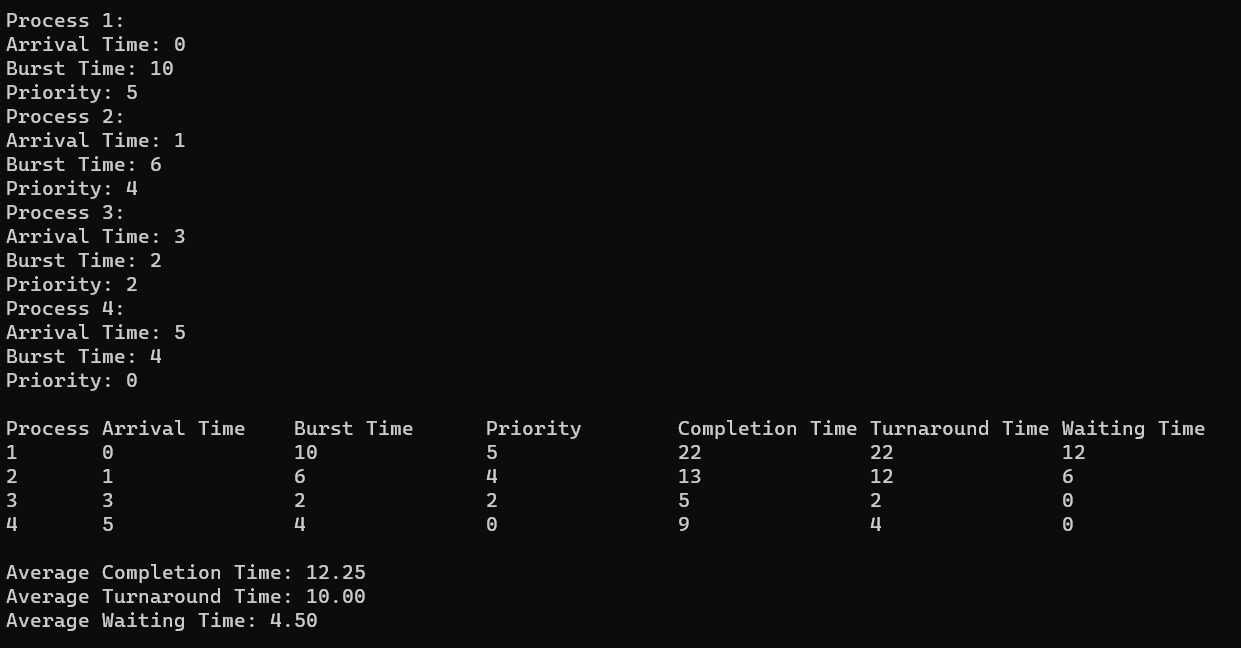 Process 1:
Arrival Time: 0
Burst Time: 10
Priority: 5
Process 2:
Arrival Time: 1
Burst Time: 6
Priority: 4
Process 3:
Arrival Time: 3
Burst Time: 2
Priority: 2
Process 4:
Arrival Time: 5
Burst Time: 4
Priority: 0
Process Arrival Time Burst Time Priority Completion Time Turnaround Time Waiting Time
1 0 10 5 22 22 12
2 1 6 4 13 12 6
3 3 2 2 5 2 0
4 5 4 0 9 4 0
Average Completion Time: 12.25
Average Turnaround Time: 10.00
Average Waiting Time: 4.50